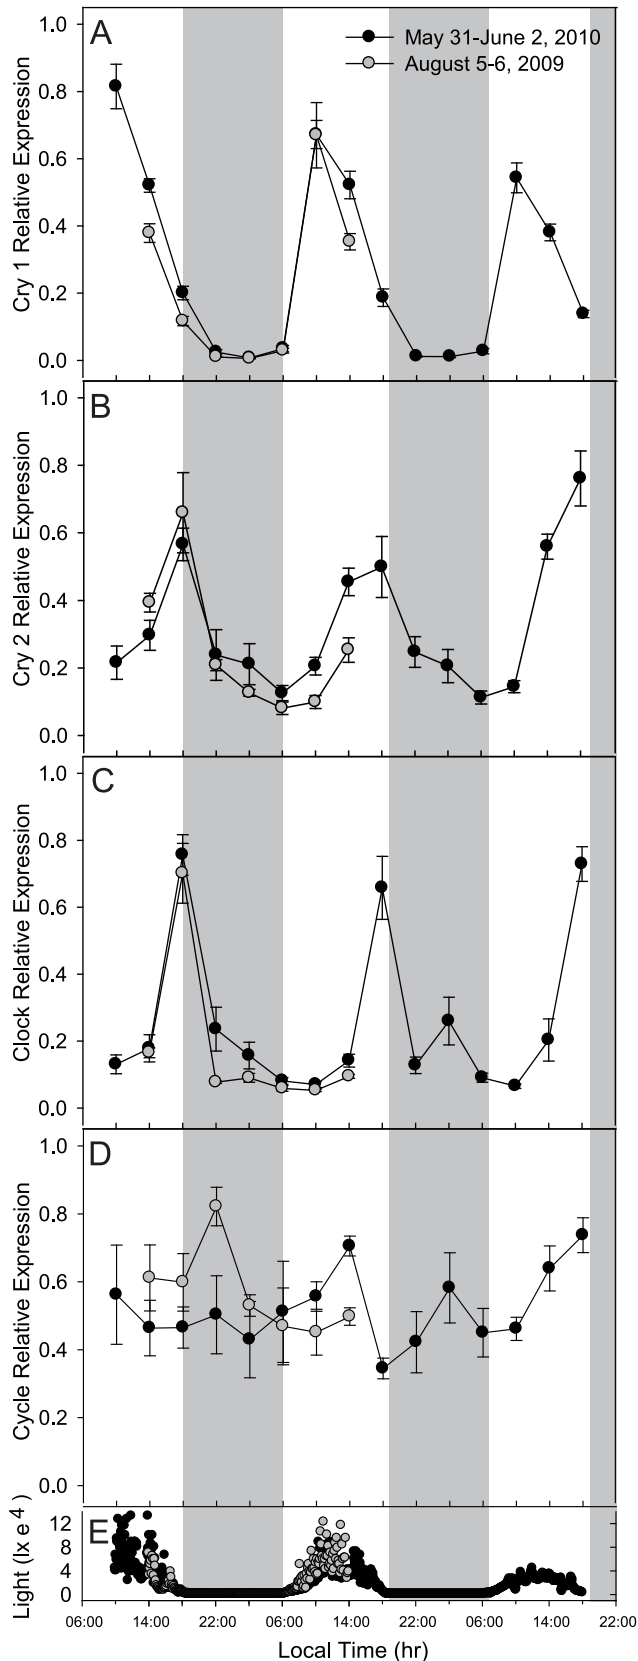 A
May 31-June 2, 2010
August 5-6, 2009
Cry 1 Relative Expression
1.0
0.8
0.6
0.4
0.2
0.0
B
Cry 2 Relative Expression
1.0
0.8
0.6
0.4
0.2
0.0
C
Clock Relative Expression
1.0
0.8
0.6
0.4
0.2
0.0
D
Cycle Relative Expression
1.0
0.8
0.6
0.4
0.2
0.0
E
Light (lx e 4 )
12
8
4
0
06:00 14:00 22:00 06:00 14:00 22:00 06:00 14:00 22:00
Local Time (hr)